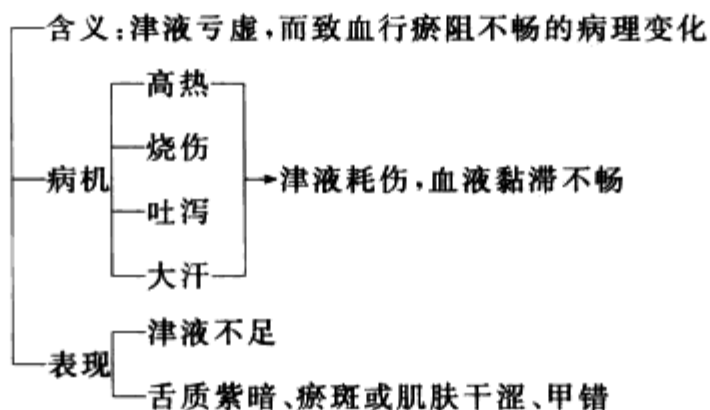 含义:津液亏虚,而致血行瘀阻不畅的病理变化
高热
烧伤
病机
津液耗伤,血液黏滞不畅
吐泻
大汗
津液不足
表现
舌质紫暗、瘀斑或肌肤干涩、甲错